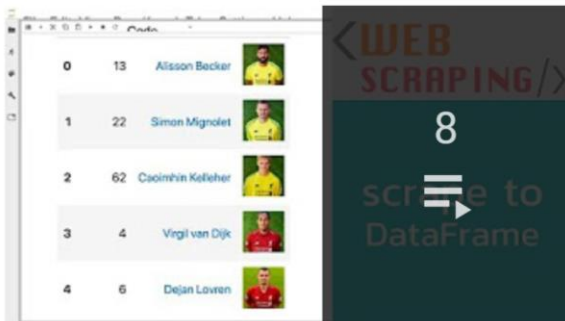 Code
0 13 Alisson Becker
1 22 Simon Mignolet
2 62 Caoimhin Kelleher
3 4 Virgil van Dijk
4 6 Dejan Lovren
<WEB
SCRAPING/>
8
scrape to
DataFrame